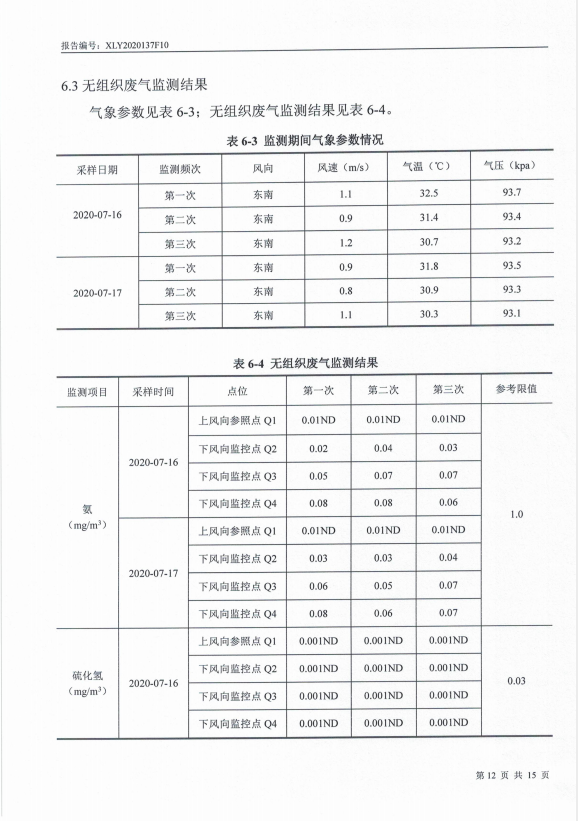 报告编号：XLY2020137F10
6.3 无组织废气监测结果
气象参数见表 6-3；无组织废气监测结果见表 6-4。
表 6-3 监测期间气象参数情况
采样日期 监测频次 风向 风速（m/s） 气温（℃） 气压（kpa）
2020-07-16 第一次 东南 1.1 32.5 93.7
第二次 东南 0.9 31.4 93.4
第三次 东南 1.2 30.7 93.2
2020-07-17 第一次 东南 0.9 31.8 93.5
第二次 东南 0.8 30.9 93.3
第三次 东南 1.1 30.3 93.1
表 6-4 无组织废气监测结果
监测项目 采样时间 点位 第一次 第二次 第三次 参考限值
氨（mg/m³） 2020-07-16 上风向参照点 Q1 0.01ND 0.01ND 0.01ND 1.0
下风向监控点 Q2 0.02 0.04 0.03
下风向监控点 Q3 0.05 0.07 0.07
下风向监控点 Q4 0.08 0.08 0.06
2020-07-17 上风向参照点 Q1 0.01ND 0.01ND 0.01ND
下风向监控点 Q2 0.03 0.03 0.04
下风向监控点 Q3 0.06 0.05 0.07
下风向监控点 Q4 0.08 0.06 0.07
硫化氢（mg/m³） 2020-07-16 上风向参照点 Q1 0.001ND 0.001ND 0.001ND 0.03
下风向监控点 Q2 0.001ND 0.001ND 0.001ND
下风向监控点 Q3 0.001ND 0.001ND 0.001ND
下风向监控点 Q4 0.001ND 0.001ND 0.001ND
第 12 页 共 15 页